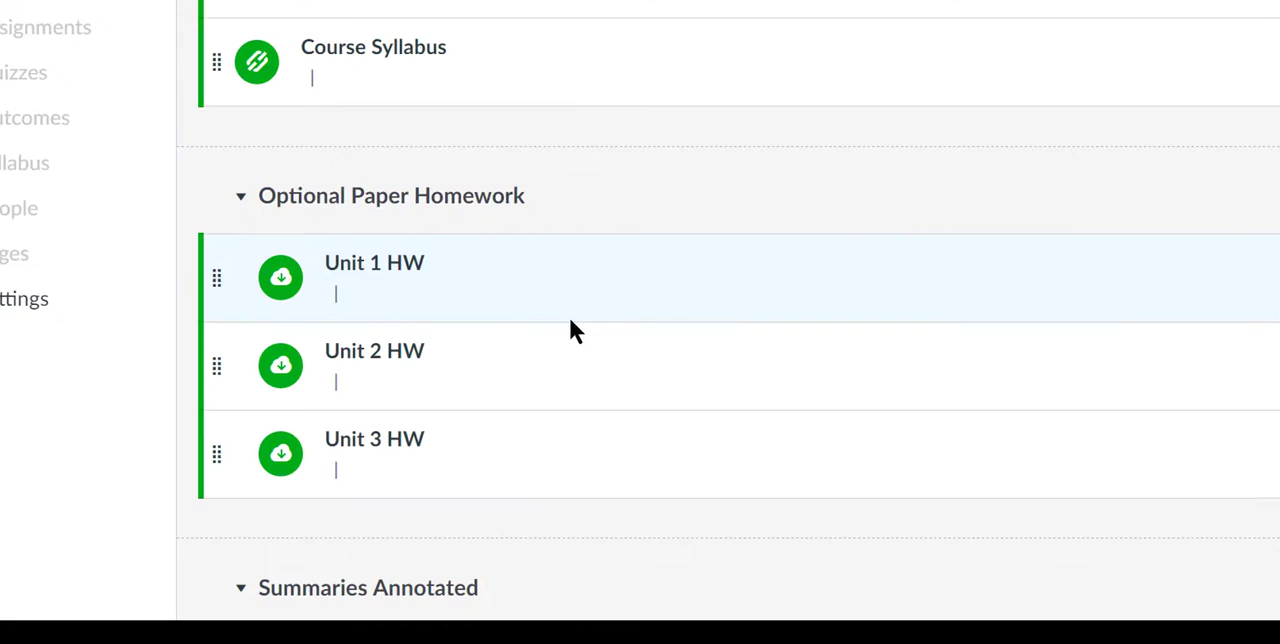 signments
uizzes
utcomes
llabus
ople
ges
ttings
Course Syllabus
|
Optional Paper Homework
Unit 1 HW
|
Unit 2 HW
|
Unit 3 HW
|
Summaries Annotated